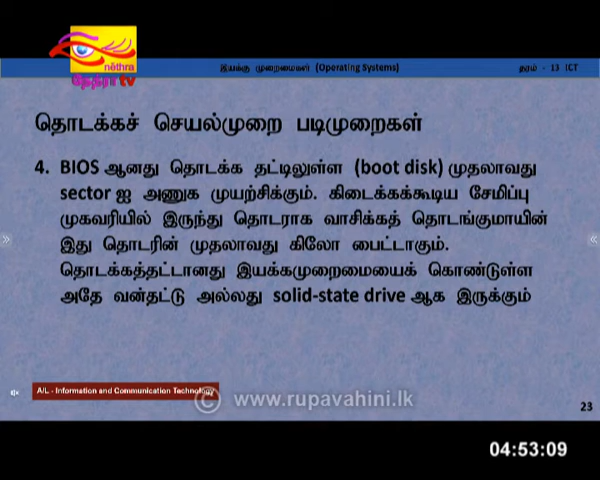 nēthra
நேத்ரா tv
இயக்கு முறைமைகள் (Operating Systems)
தரம் - 13 ICT
தொடக்கச் செயல்முறை படிமுறைகள்
4. BIOS ஆனது தொடக்க தட்டிலுள்ள (boot disk) முதலாவது
sector ஐ அணுக முயற்சிக்கும். கிடைக்கக்கூடிய சேமிப்பு
முகவரியில் இருந்து தொடராக வாசிக்கத் தொடங்குமாயின்
இது தொடரின் முதலாவது கிலோ பைட்டாகும்.
தொடக்கத்தட்டானது இயக்கமுறைமையைக் கொண்டுள்ள
அதே வன்தட்டு அல்லது solid-state drive ஆக இருக்கும்
A/L - Information and Communication Technology
© www.rupavahini.lk
23
04:53:09